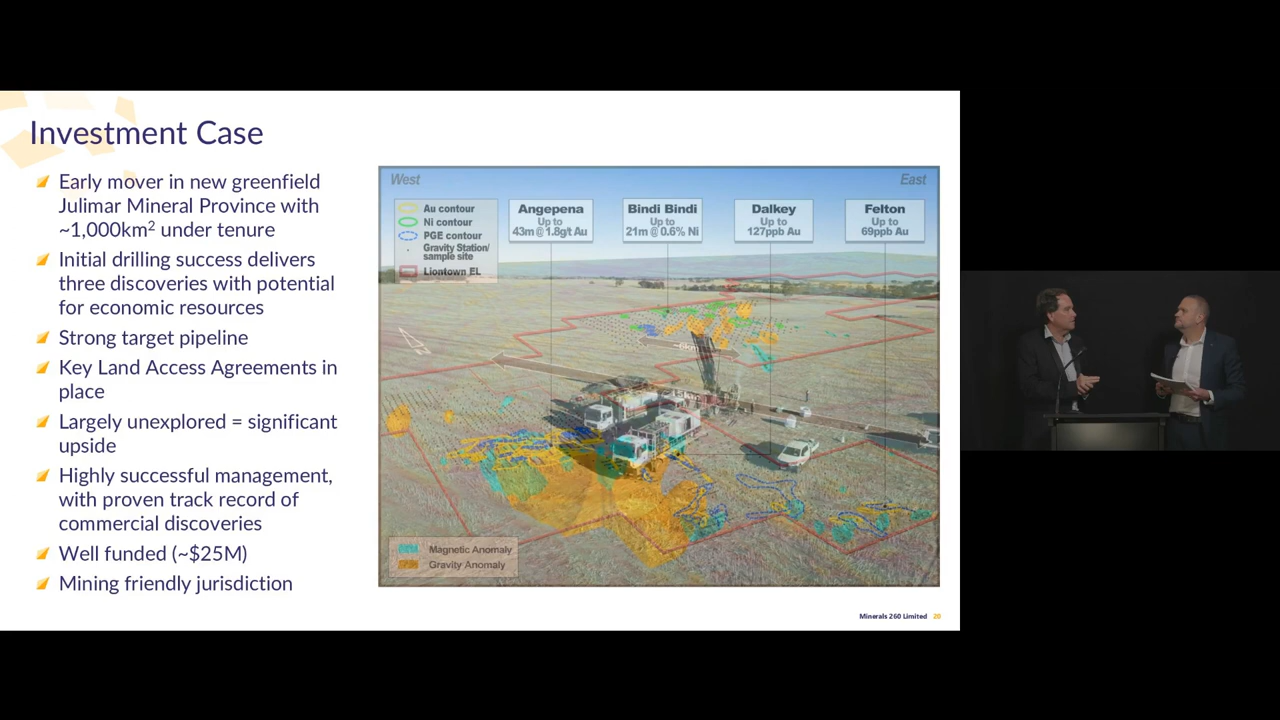 Investment Case
Early mover in new greenfield
Julimar Mineral Province with
~1,000km² under tenure
Initial drilling success delivers
three discoveries with potential
for economic resources
Strong target pipeline
Key Land Access Agreements in
place
Largely unexplored = significant
upside
Highly successful management,
with proven track record of
commercial discoveries
Well funded (~$25M)
Mining friendly jurisdiction
West
East
Au contour
Ni contour
PGE contour
Gravity Station/
sample site
Liontown EL
Angepena
Up to
43m @ 1.8g/t Au
Bindi Bindi
Up to
21m @ 0.6% Ni
Dalkey
Up to
127ppb Au
Felton
Up to
69ppb Au
~6km
Magnetic Anomaly
Gravity Anomaly
Minerals 260 Limited 20